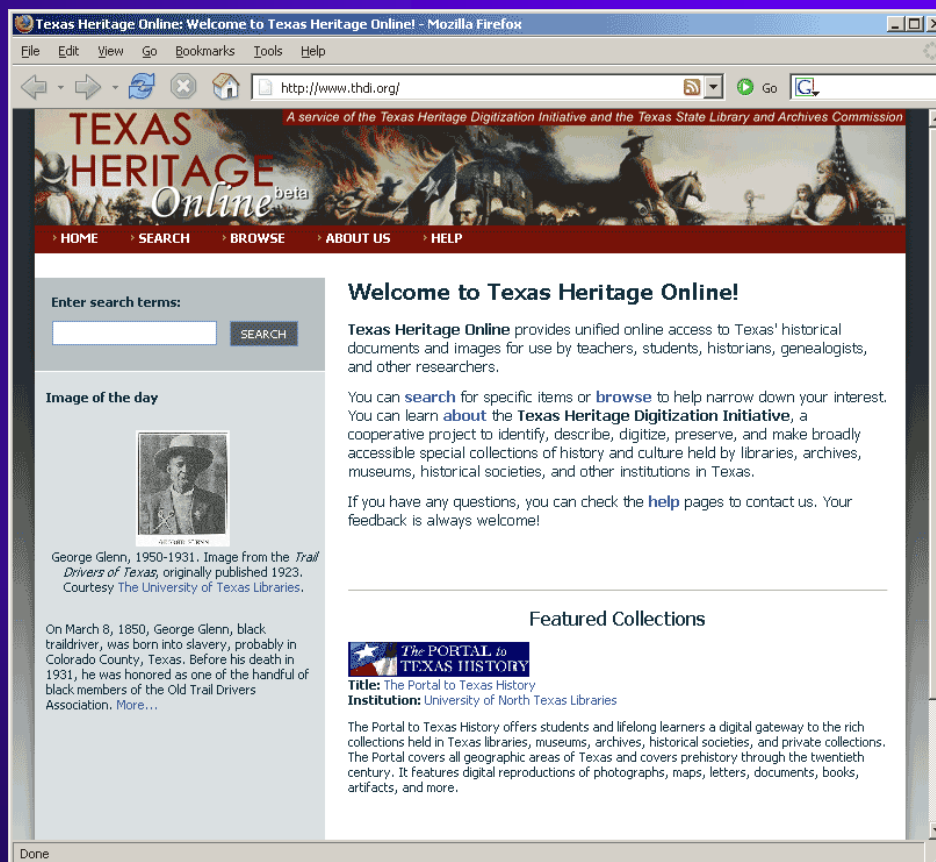 Texas Heritage Online: Welcome to Texas Heritage Online! - Mozilla Firefox
File Edit View Go Bookmarks Tools Help
http://www.thdi.org/ Go G
A service of the Texas Heritage Digitization Initiative and the Texas State Library and Archives Commission
TEXAS
HERITAGE
Online beta
HOME SEARCH BROWSE ABOUT US HELP
Enter search terms:
SEARCH
Image of the day
George Glenn, 1950-1931. Image from the Trail
Drivers of Texas, originally published 1923.
Courtesy The University of Texas Libraries.
On March 8, 1850, George Glenn, black
traildriver, was born into slavery, probably in
Colorado County, Texas. Before his death in
1931, he was honored as one of the handful of
black members of the Old Trail Drivers
Association. More...
Welcome to Texas Heritage Online!
Texas Heritage Online provides unified online access to Texas' historical
documents and images for use by teachers, students, historians, genealogists,
and other researchers.
You can search for specific items or browse to help narrow down your interest.
You can learn about the Texas Heritage Digitization Initiative, a
cooperative project to identify, describe, digitize, preserve, and make broadly
accessible special collections of history and culture held by libraries, archives,
museums, historical societies, and other institutions in Texas.
If you have any questions, you can check the help pages to contact us. Your
feedback is always welcome!
Featured Collections
The PORTAL to
TEXAS HISTORY
Title: The Portal to Texas History
Institution: University of North Texas Libraries
The Portal to Texas History offers students and lifelong learners a digital gateway to the rich
collections held in Texas libraries, museums, archives, historical societies, and private collections.
The Portal covers all geographic areas of Texas and covers prehistory through the twentieth
century. It features digital reproductions of photographs, maps, letters, documents, books,
artifacts, and more.
Done